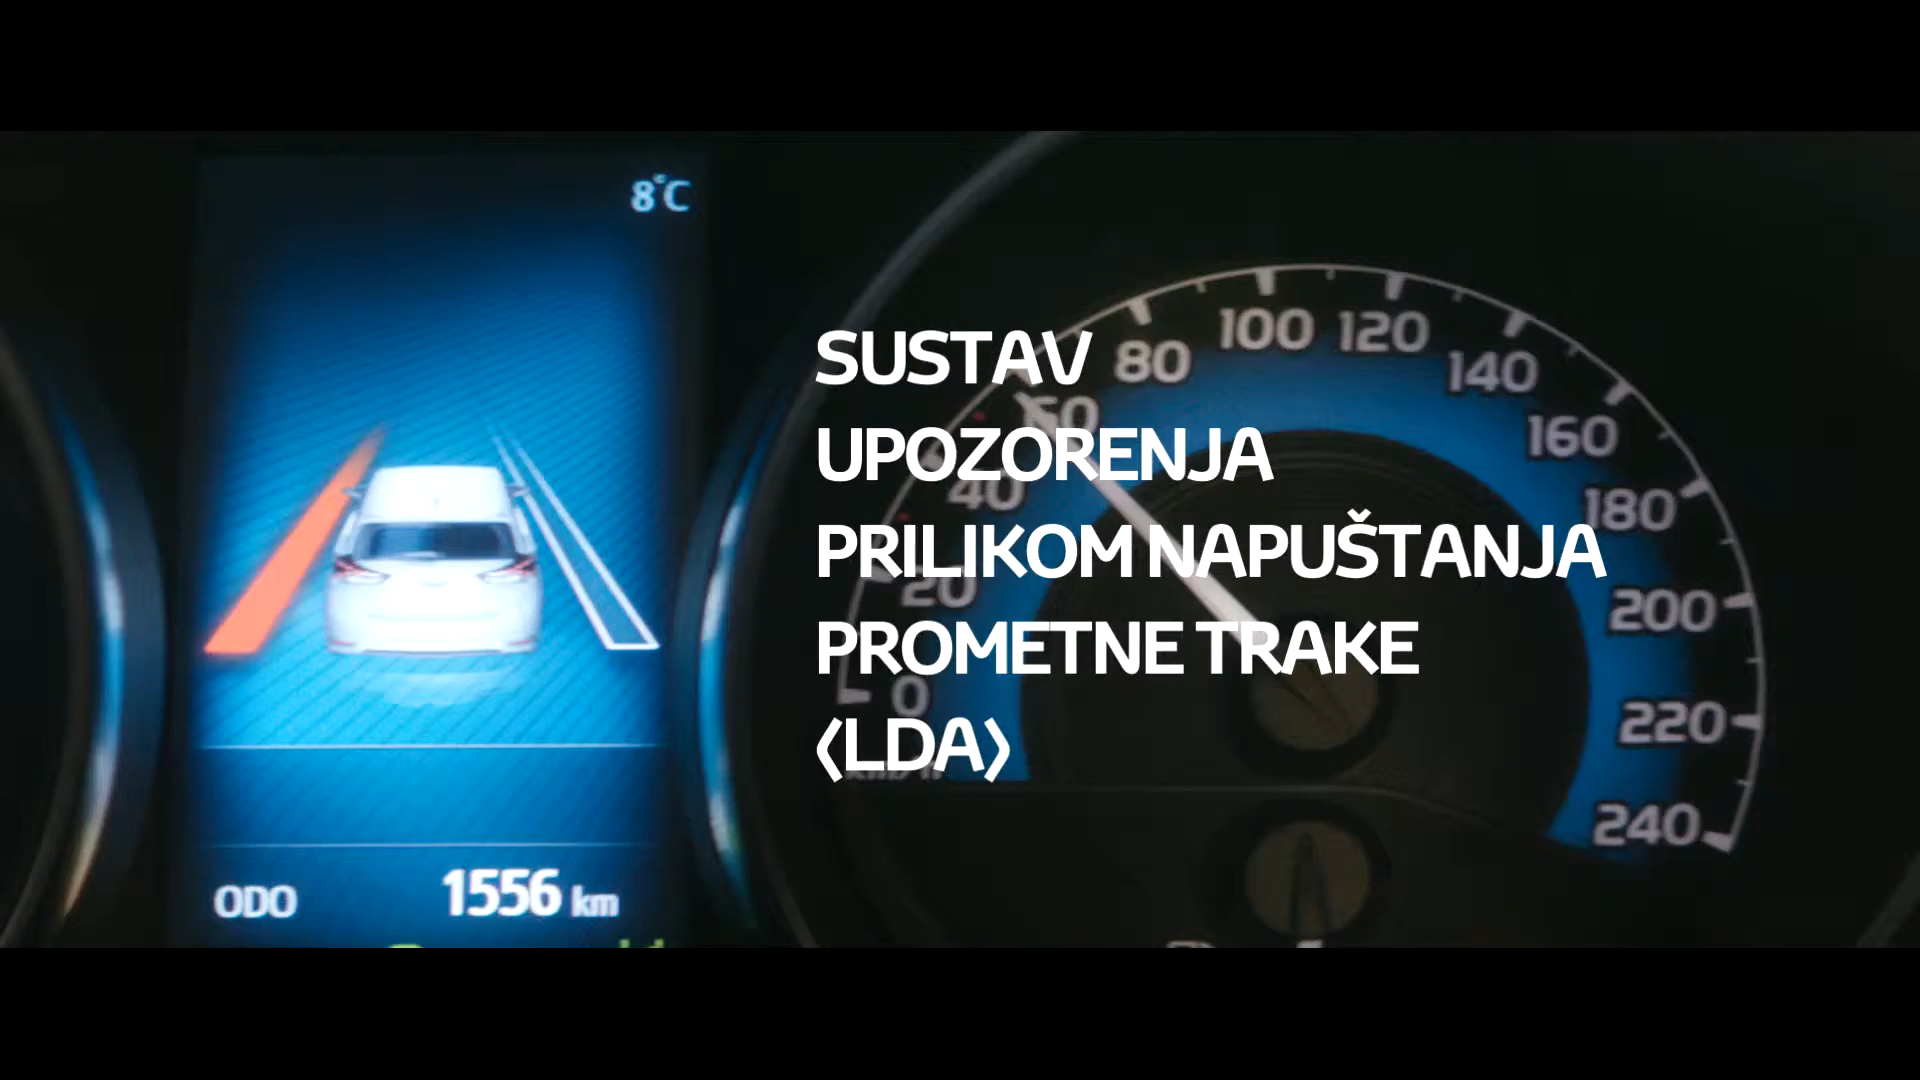 8°C
SUSTAV
UPOZORENJA
PRILIKOM NAPUŠTANJA
PROMETNE TRAKE
(LDA)
0
20
40
60
80
100
120
140
160
180
200
220
240
km/h
ODO 1556 km